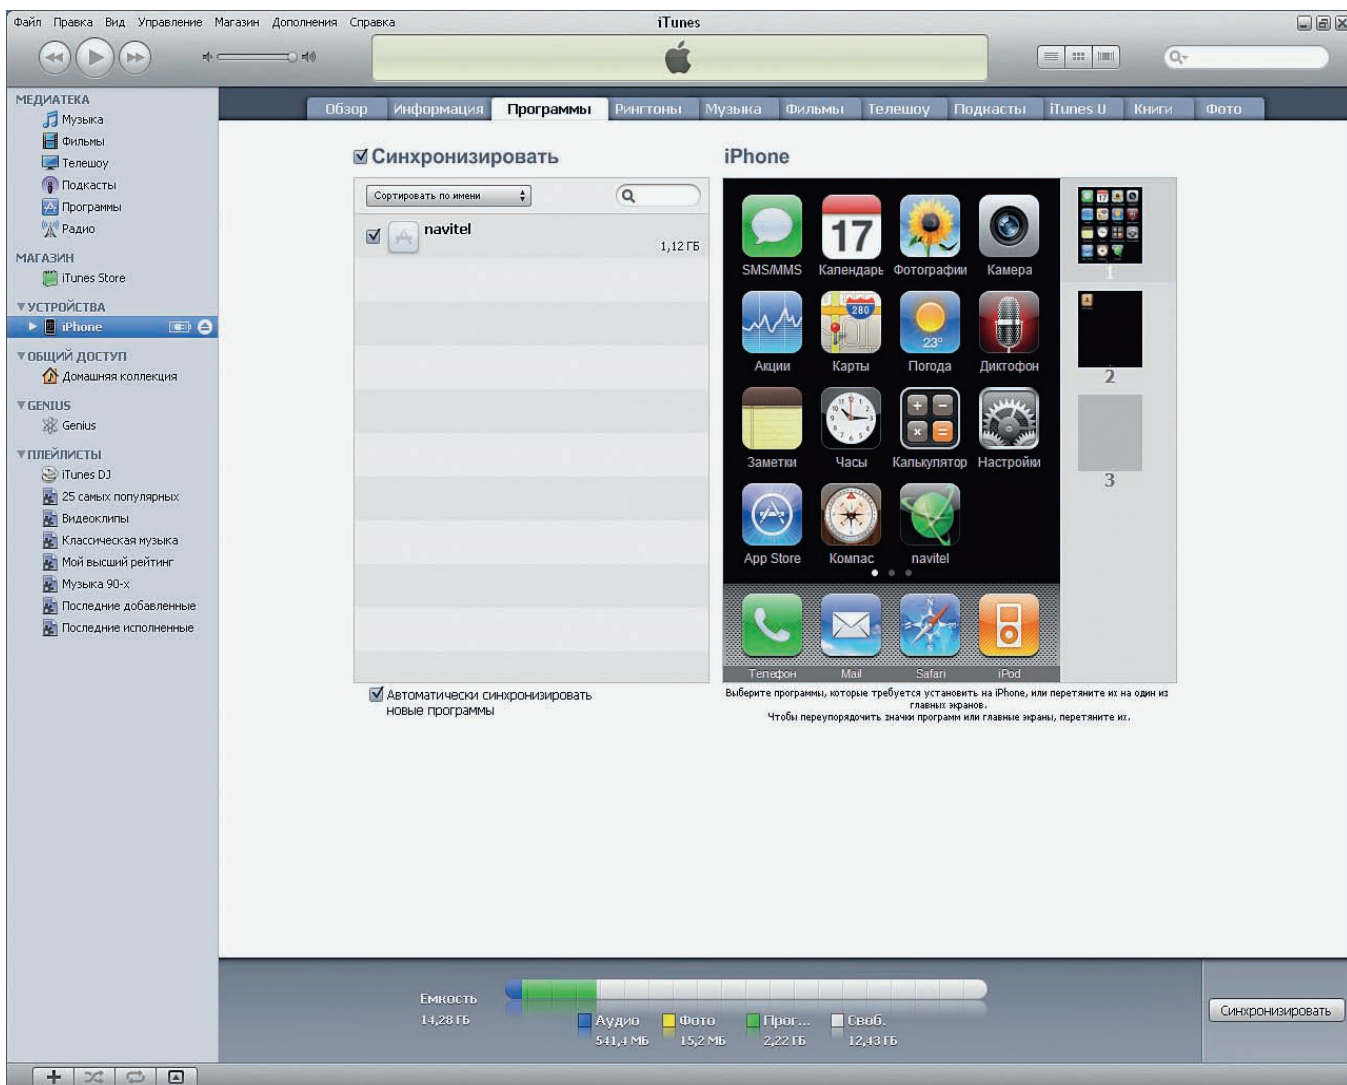 Файл Правка Вид Управление Магазин Дополнения Справка
iTunes
МЕДИАТЕКА
Музыка
Фильмы
Телешоу
Подкасты
Программы
Радио
МАГАЗИН
iTunes Store
УСТРОЙСТВА
iPhone
ОБЩИЙ ДОСТУП
Домашняя коллекция
GENIUS
Genius
ПЛЕЙЛИСТЫ
iTunes DJ
25 самых популярных
Видеоклипы
Классическая музыка
Мой высший рейтинг
Музыка 90-х
Последние добавленные
Последние исполненные
Обзор Информация Программы Рингтоны Музыка Фильмы Телешоу Подкасты iTunes U Книги Фото
Синхронизировать
Сортировать по имени
navitel
1,12 ГБ
Автоматически синхронизировать
новые программы
iPhone
17
SMS/MMS Календарь Фотографии Камера
280
23°
Акции Карты Погода Диктофон
Заметки Часы Калькулятор Настройки
App Store Компас navitel
Телефон Mail Safari iPod
1
2
3
Выберите программы, которые требуется установить на iPhone, или перетяните их на один из
главных экранов.
Чтобы переупорядочить значки программ или главные экраны, перетяните их.
Емкость
14,28 ГБ
Аудио Фото Прог... Своб.
541,4 МБ 15,2 МБ 2,22 ГБ 12,43 ГБ
Синхронизировать